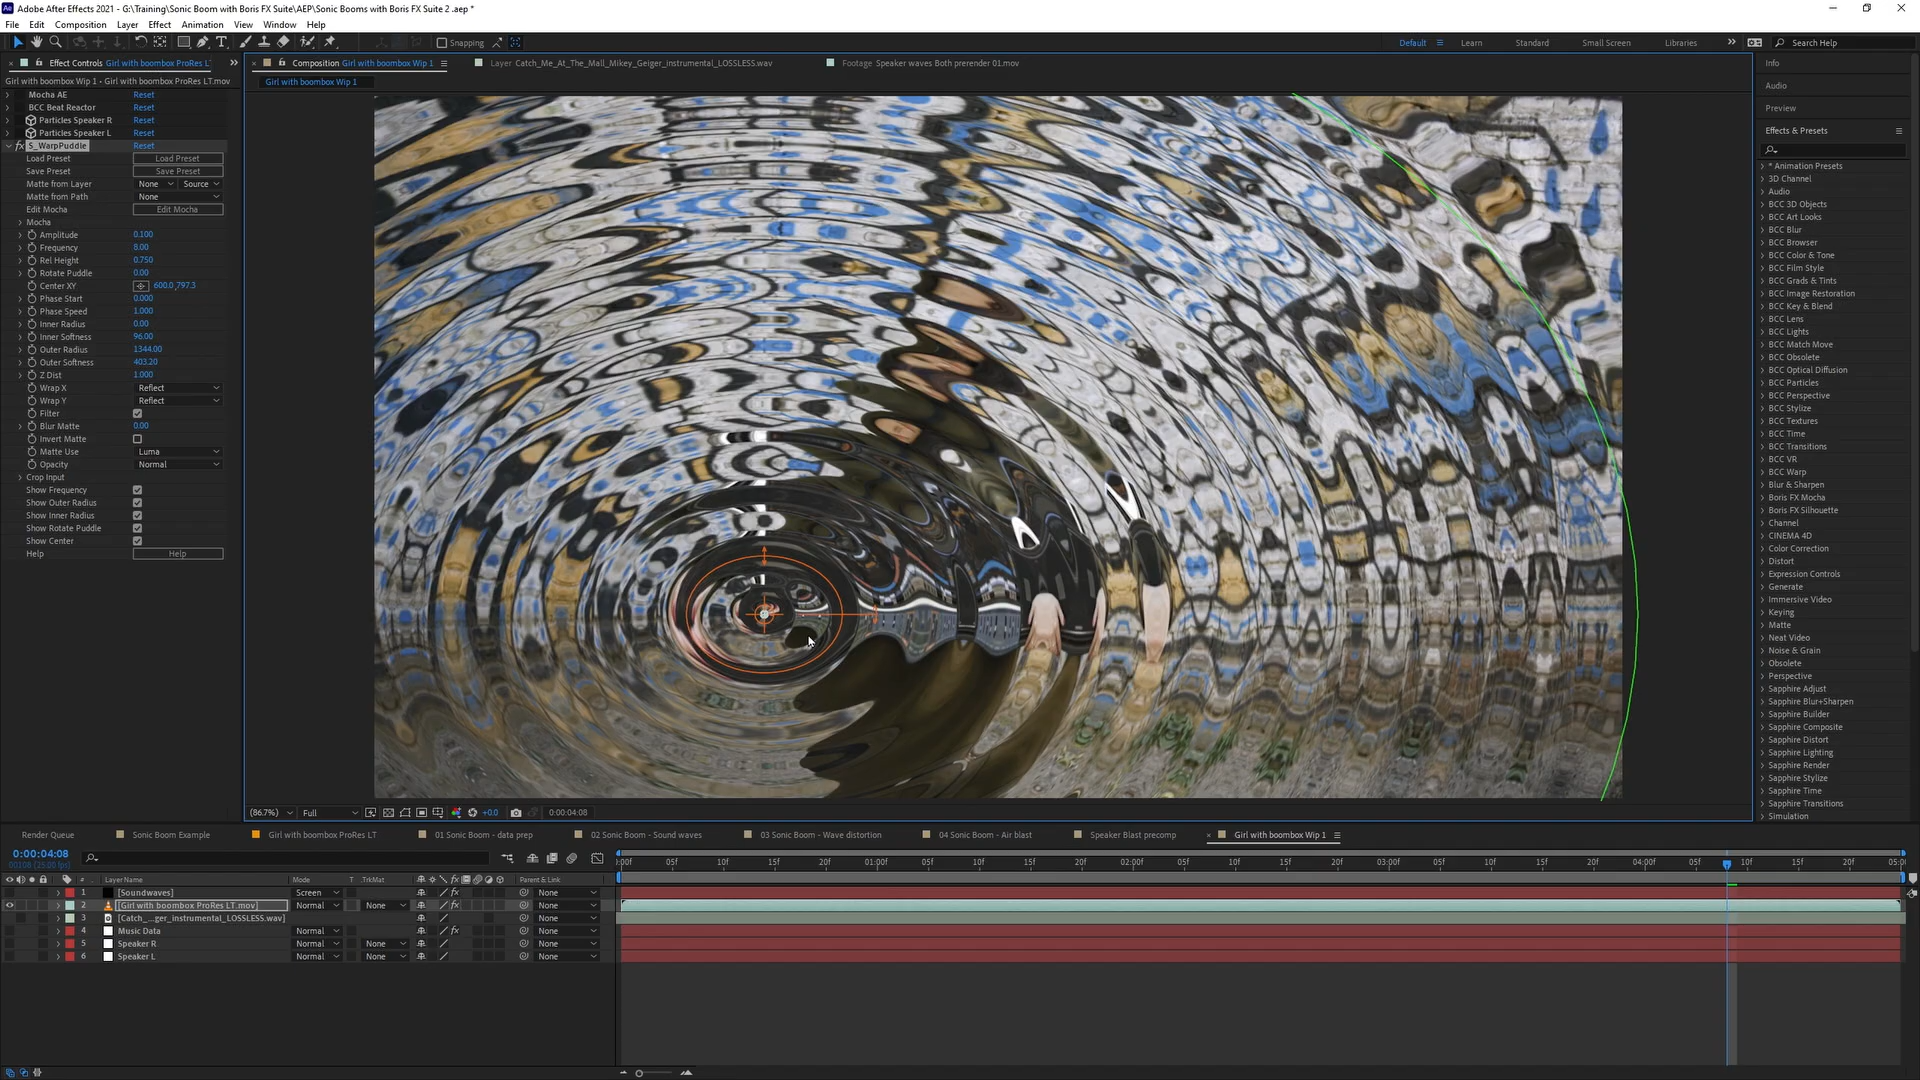 Adobe After Effects 2021 - G:\Training\Sonic Boom with Boris FX Suite\AEP\Sonic Booms with Boris FX Suite 2 .aep *
File Edit Composition Layer Effect Animation View Window Help
Snapping
Default Learn Standard Small Screen Libraries Search Help
Effect Controls Girl with boombox ProRes LT
Composition Girl with boombox Wip 1
Layer Catch_Me_At_The_Mall_Mikey_Geiger_instrumental_LOSSLESS.wav
Footage Speaker waves Both prerender 01.mov
Girl with boombox Wip 1 - Girl with boombox ProRes LT.mov
Girl with boombox Wip 1
Mocha AE Reset
BCC Beat Reactor Reset
Particles Speaker R Reset
Particles Speaker L Reset
fx S_WarpPuddle Reset
Load Preset Load Preset
Save Preset Save Preset
Matte from Layer None Source
Matte from Path None
Edit Mocha Edit Mocha
Mocha
Amplitude 0.100
Frequency 8.00
Rel Height 0.750
Rotate Puddle 0.00
Center XY 600.0,797.3
Phase Start 0.000
Phase Speed 1.000
Inner Radius 0.00
Inner Softness 96.00
Outer Radius 1344.00
Outer Softness 403.20
Z Dist 1.000
Wrap X Reflect
Wrap Y Reflect
Filter
Blur Matte 0.00
Invert Matte
Matte Use Luma
Opacity Normal
Crop Input
Show Frequency
Show Outer Radius
Show Inner Radius
Show Rotate Puddle
Show Center
Help Help
Info
Audio
Preview
Effects & Presets
* Animation Presets
3D Channel
Audio
BCC 3D Objects
BCC Art Looks
BCC Blur
BCC Browser
BCC Color & Tone
BCC Film Style
BCC Grads & Tints
BCC Image Restoration
BCC Key & Blend
BCC Lens
BCC Lights
BCC Match Move
BCC Obsolete
BCC Optical Diffusion
BCC Particles
BCC Perspective
BCC Stylize
BCC Textures
BCC Time
BCC Transitions
BCC VR
BCC Warp
Blur & Sharpen
Boris FX Mocha
Boris FX Silhouette
Channel
CINEMA 4D
Color Correction
Distort
Expression Controls
Generate
Immersive Video
Keying
Matte
Neat Video
Noise & Grain
Obsolete
Perspective
Sapphire Adjust
Sapphire Blur+Sharpen
Sapphire Builder
Sapphire Composite
Sapphire Distort
Sapphire Lighting
Sapphire Render
Sapphire Stylize
Sapphire Time
Sapphire Transitions
Simulation
(86.7%) Full +0.0 0:00:04:08
Render Queue Sonic Boom Example Girl with boombox ProRes LT 01 Sonic Boom - data prep 02 Sonic Boom - Sound waves 03 Sonic Boom - Wave distortion 04 Sonic Boom - Air blast Speaker Blast precomp Girl with boombox Wip 1
0:00:04:08
:00f 05f 10f 15f 20f 01:00f 05f 10f 15f 20f 02:00f 05f 10f 15f 20f 03:00f 05f 10f 15f 20f 04:00f 05f 10f 15f 20f 05:0
# Layer Name Mode T .TrkMat Parent & Link
1 [Soundwaves] Screen None
2 [Girl with boombox ProRes LT.mov] Normal None None
3 [Catch_...ger_instrumental_LOSSLESS.wav] None
4 Music Data Normal None
5 Speaker R Normal None None
6 Speaker L Normal None None